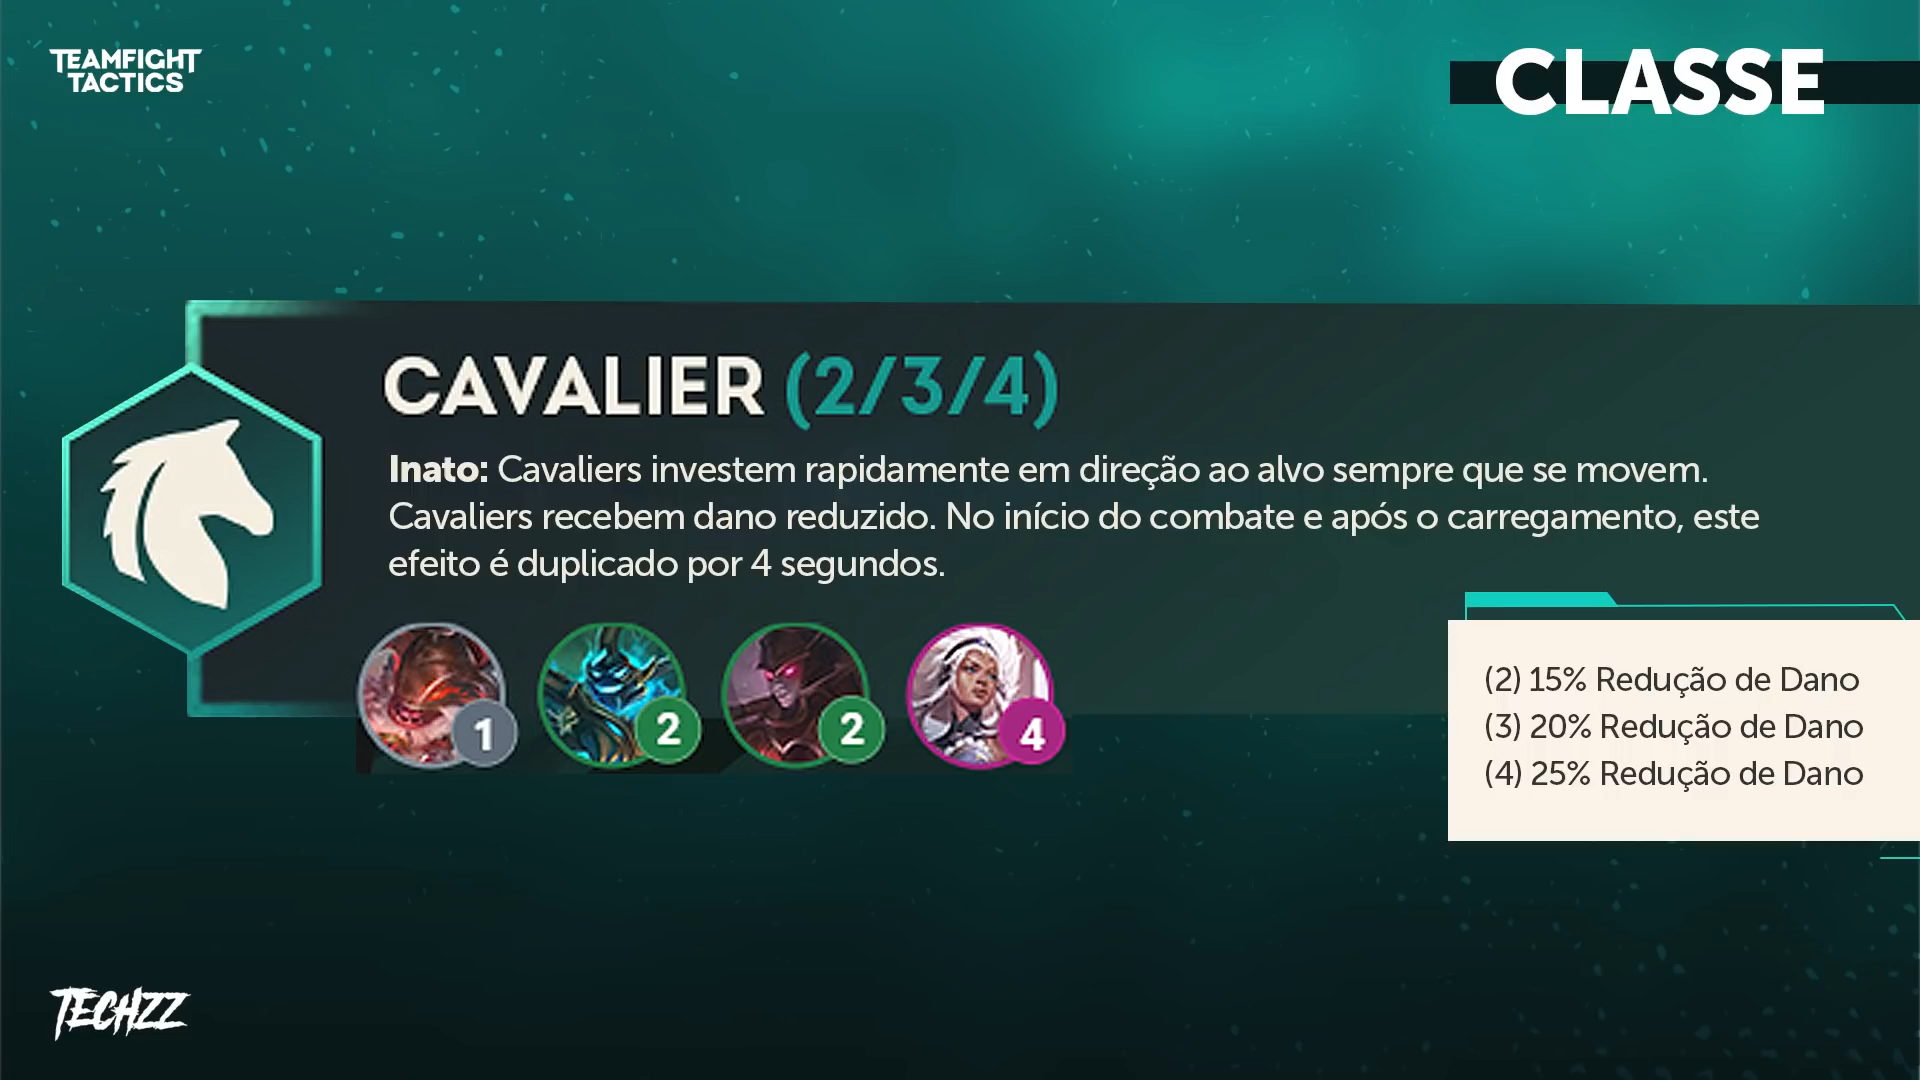 TEAMFIGHT
TACTICS
CLASSE
CAVALIER (2/3/4)
Inato: Cavaliers investem rapidamente em direção ao alvo sempre que se movem.
Cavaliers recebem dano reduzido. No início do combate e após o carregamento, este
efeito é duplicado por 4 segundos.
1
2
2
4
(2) 15% Redução de Dano
(3) 20% Redução de Dano
(4) 25% Redução de Dano
TECHZZ